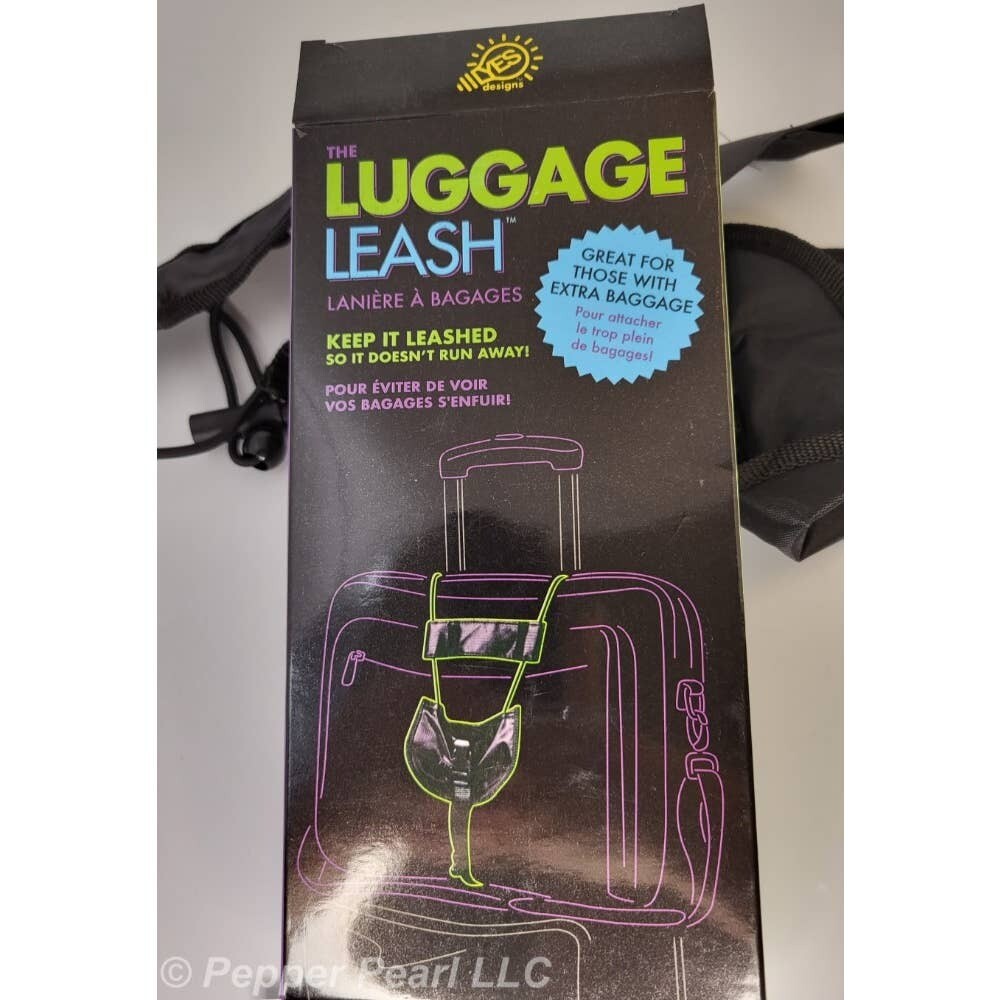 YES
designs
THE
LUGGAGE
LEASH™
LANIÈRE À BAGAGES
KEEP IT LEASHED
SO IT DOESN'T RUN AWAY!
POUR ÉVITER DE VOIR
VOS BAGAGES S'ENFUIR!
GREAT FOR
THOSE WITH
EXTRA BAGGAGE
Pour attacher
le trop plein
de bagages!
© Pepper Pearl LLC